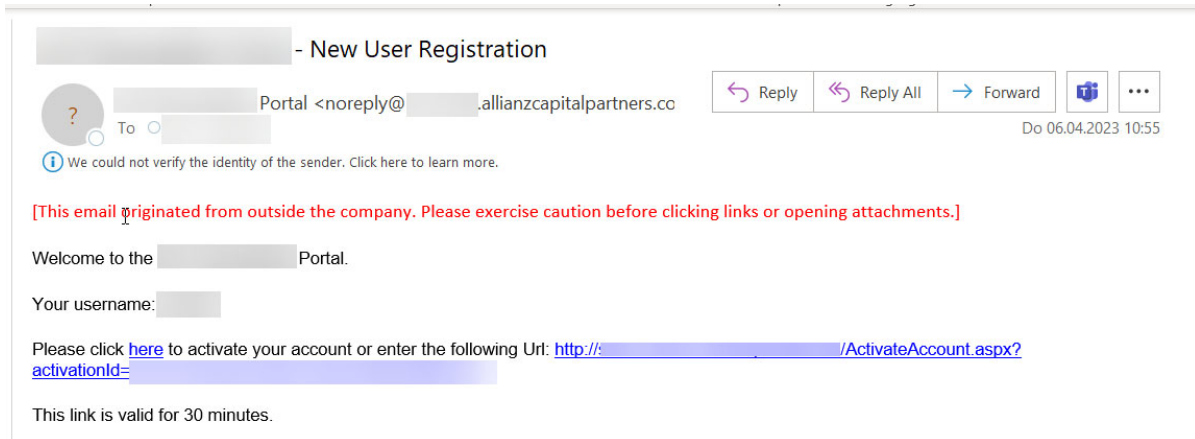 - New User Registration
?
Portal <noreply@ .allianzcapitalpartners.co
To
Reply
Reply All
Forward
Do 06.04.2023 10:55
We could not verify the identity of the sender. Click here to learn more.
[This email originated from outside the company. Please exercise caution before clicking links or opening attachments.]
Welcome to the Portal.
Your username:
Please click here to activate your account or enter the following Url: http:// /ActivateAccount.aspx?
activationId=
This link is valid for 30 minutes.